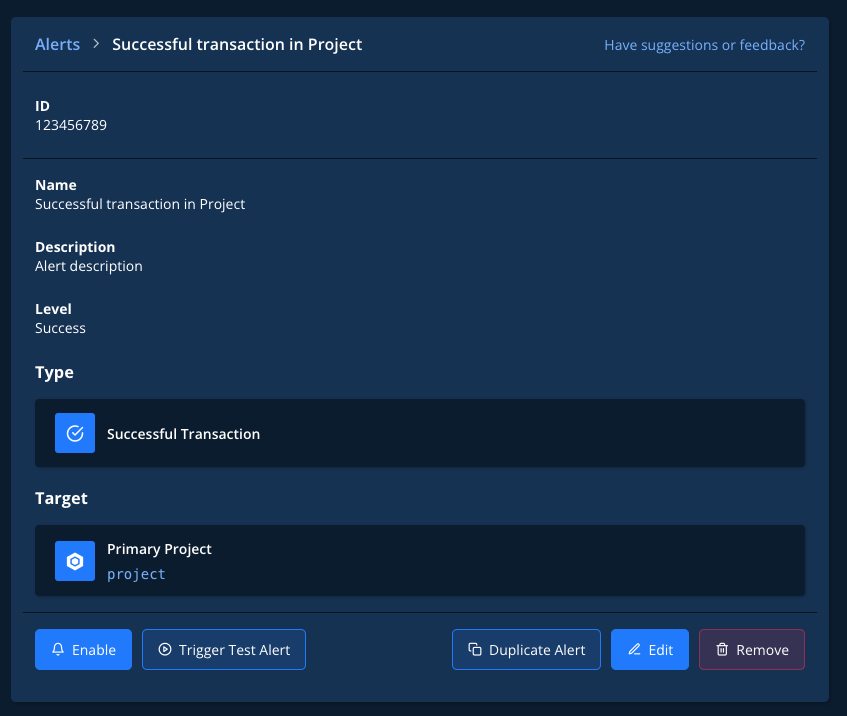 Alerts > Successful transaction in Project
Have suggestions or feedback?
ID
123456789
Name
Successful transaction in Project
Description
Alert description
Level
Success
Type
Successful Transaction
Target
Primary Project
project
Enable
Trigger Test Alert
Duplicate Alert
Edit
Remove